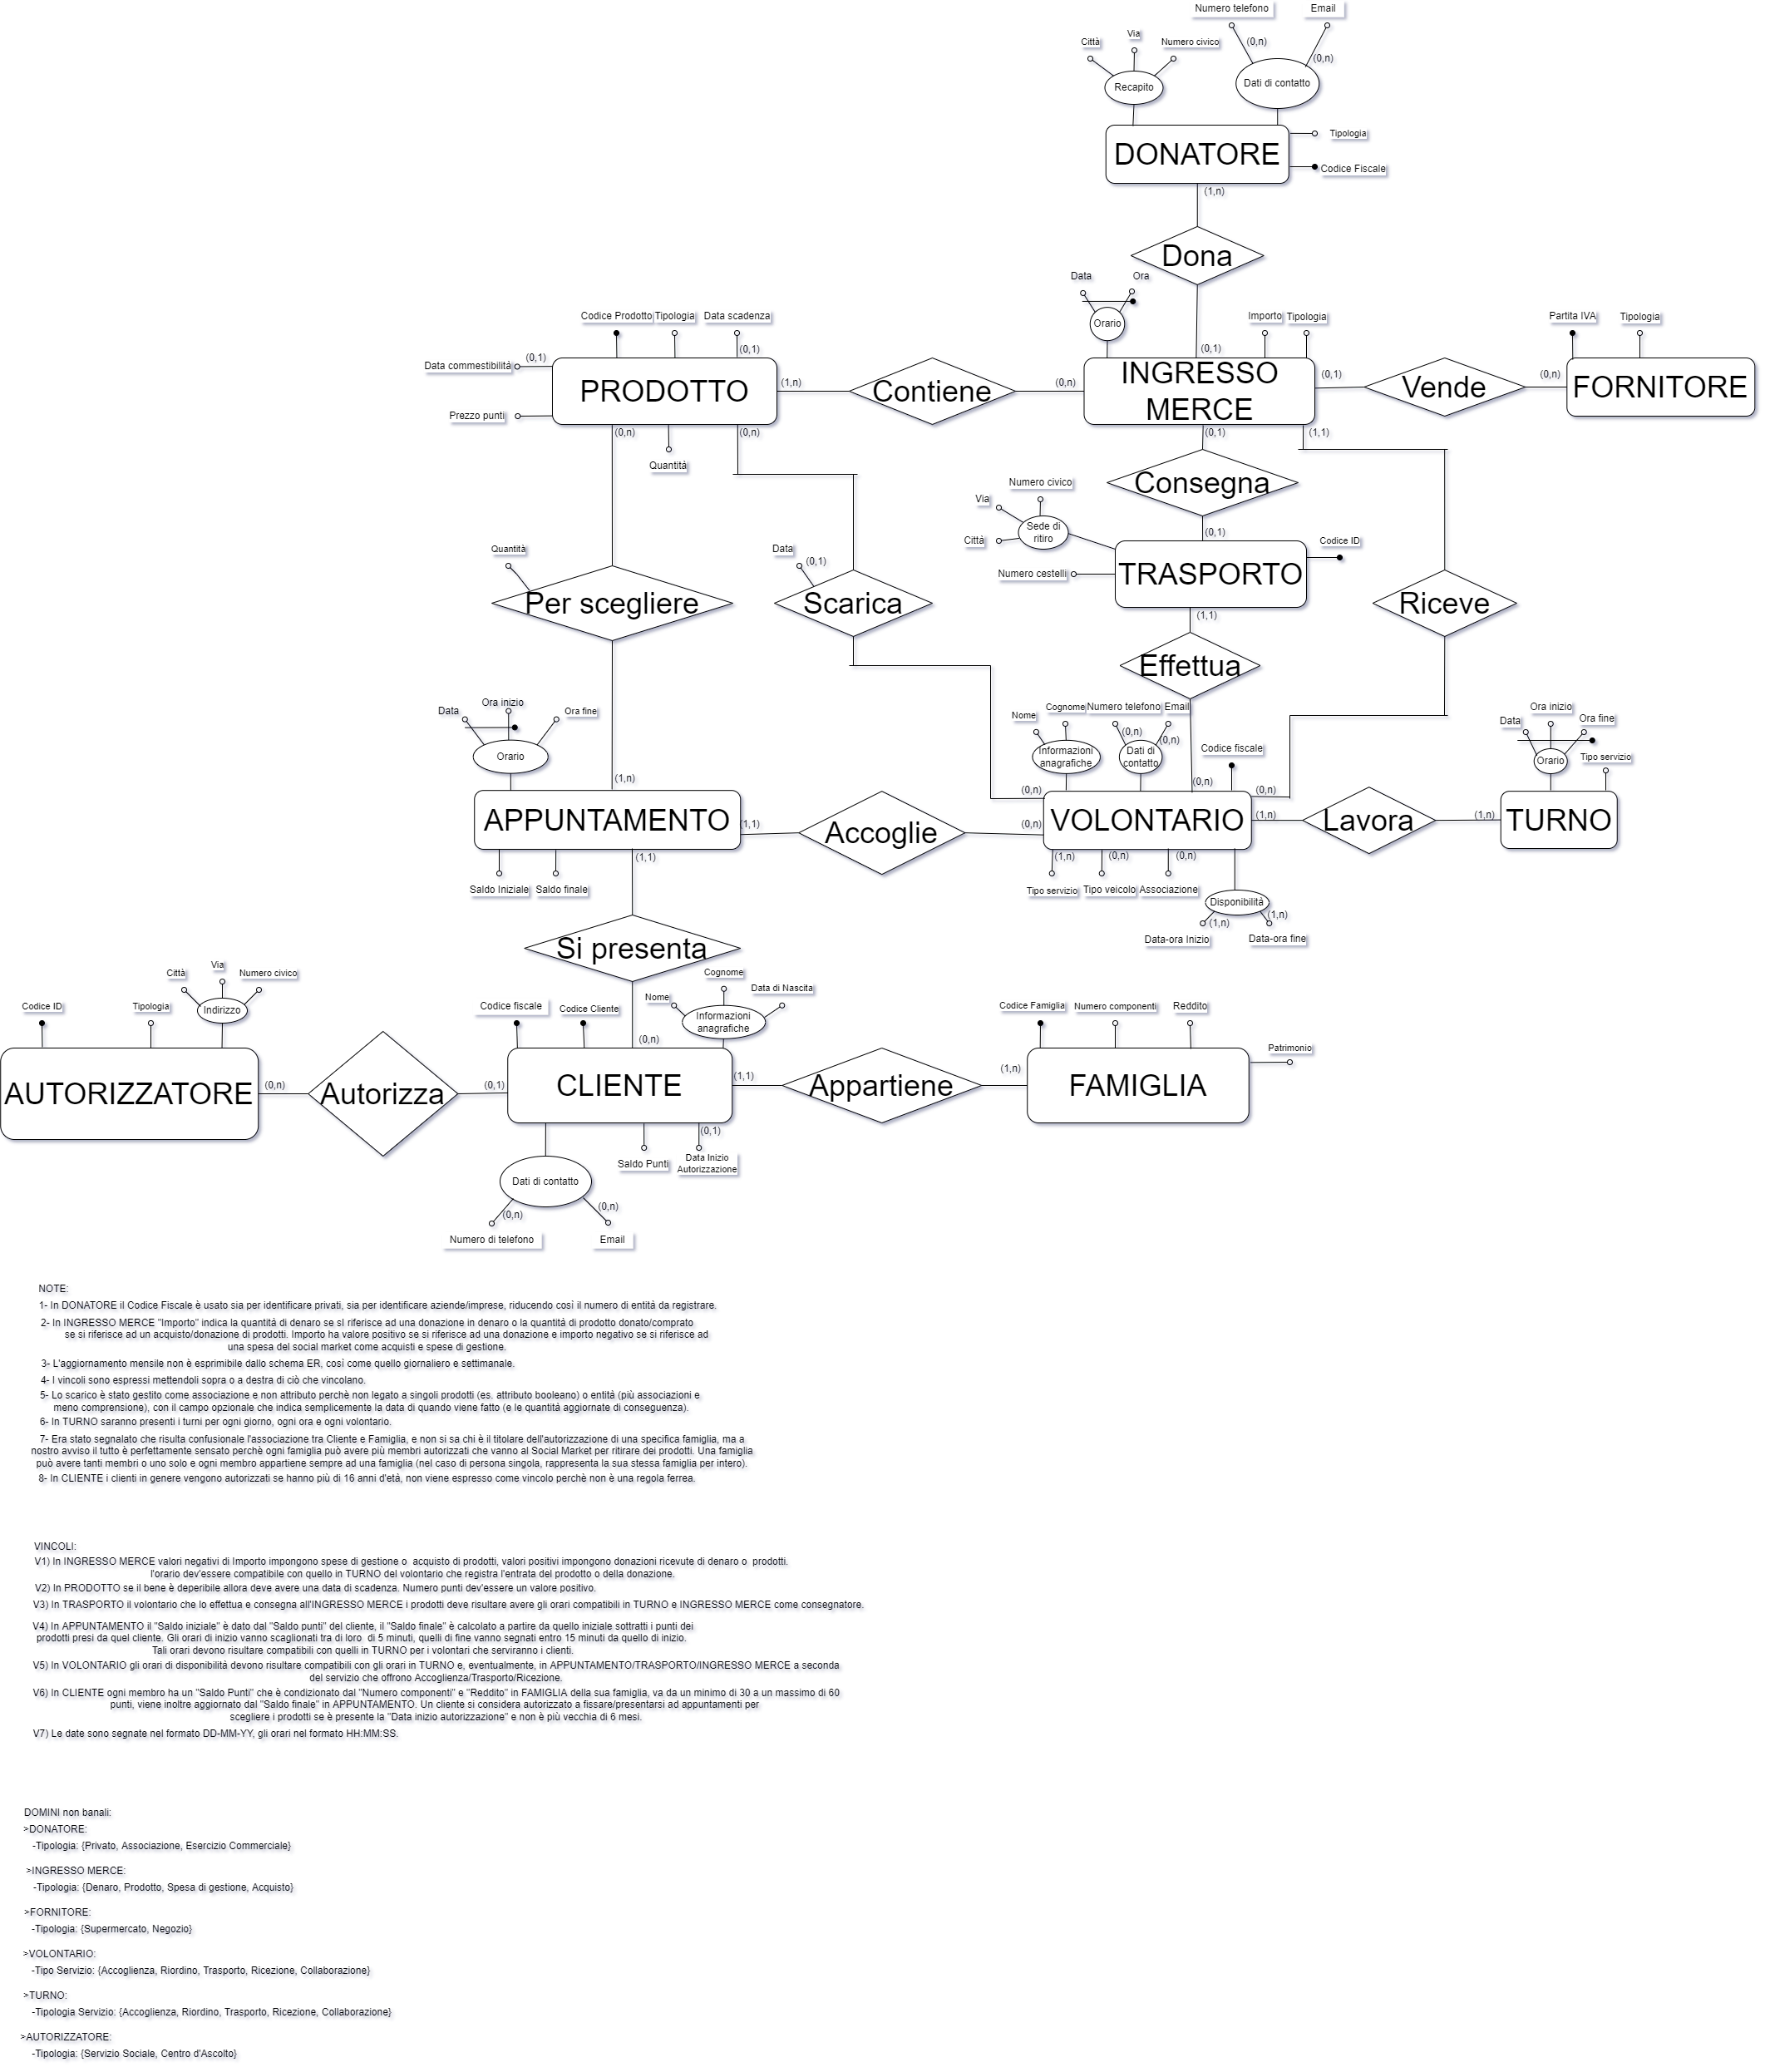 Numero telefono
Email
(0,n)
(0,n)
Città
Via
Numero civico
Recapito
Dati di contatto
DONATORE
Tipologia
Codice Fiscale
(1,n)
Dona
Data
Ora
Orario
(0,1)
Importo
Tipologia
Codice Prodotto
Tipologia
Data scadenza
(0,1)
Data commestibilità
(0,1)
Prezzo punti
PRODOTTO
(1,n)
Contiene
(0,n)
INGRESSO
MERCE
(0,1)
Vende
(0,n)
Partita IVA
Tipologia
FORNITORE
(0,n)
Quantità
(0,n)
(0,1)
(1,1)
Consegna
(0,1)
Via
Numero civico
Città
Sede di
ritiro
Numero cestelli
TRASPORTO
Codice ID
(1,1)
Quantità
Per scegliere
Data
(0,1)
Scarica
Effettua
Riceve
Data
Ora inizio
Ora fine
Orario
(1,n)
Nome
Cognome
Numero telefono
Email
Informazioni
anagrafiche
(0,n)
(0,n)
Dati di
contatto
Codice fiscale
(0,n)
(0,n)
(0,n)
Data
Ora inizio
Ora fine
Orario
Tipo servizio
APPUNTAMENTO
(1,1)
Accoglie
(0,n)
VOLONTARIO
(1,n)
Lavora
(1,n)
TURNO
Saldo Iniziale
Saldo finale
(1,1)
(1,n)
(0,n)
(0,n)
Tipo servizio
Tipo veicolo
Associazione
Disponibilità
(1,n)
(1,n)
Data-ora Inizio
Data-ora fine
Si presenta
(0,n)
Codice ID
Tipologia
Città
Via
Numero civico
Indirizzo
AUTORIZZATORE
(0,n)
Autorizza
(0,1)
Codice fiscale
Codice Cliente
Nome
Cognome
Data di Nascita
Informazioni
anagrafiche
CLIENTE
(1,1)
Appartiene
(1,n)
Codice Famiglia
Numero componenti
Reddito
Patrimonio
FAMIGLIA
Dati di contatto
(0,n)
(0,n)
Numero di telefono
Email
Saldo Punti
(0,1)
Data Inizio
Autorizzazione
NOTE:
1- In DONATORE il Codice Fiscale è usato sia per identificare privati, sia per identificare aziende/imprese, riducendo così il numero di entità da registrare.
2- In INGRESSO MERCE "Importo" indica la quantità di denaro se sI riferisce ad una donazione in denaro o la quantità di prodotto donato/comprato
se si riferisce ad un acquisto/donazione di prodotti. Importo ha valore positivo se si riferisce ad una donazione e importo negativo se si riferisce ad
una spesa del social market come acquisti e spese di gestione.
3- L'aggiornamento mensile non è esprimibile dallo schema ER, così come quello giornaliero e settimanale.
4- I vincoli sono espressi mettendoli sopra o a destra di ciò che vincolano.
5- Lo scarico è stato gestito come associazione e non attributo perchè non legato a singoli prodotti (es. attributo booleano) o entità (più associazioni e
meno comprensione), con il campo opzionale che indica semplicemente la data di quando viene fatto (e le quantità aggiornate di conseguenza).
6- In TURNO saranno presenti i turni per ogni giorno, ogni ora e ogni volontario.
7- Era stato segnalato che risulta confusionale l'associazione tra Cliente e Famiglia, e non si sa chi è il titolare dell'autorizzazione di una specifica famiglia, ma a
nostro avviso il tutto è perfettamente sensato perchè ogni famiglia può avere più membri autorizzati che vanno al Social Market per ritirare dei prodotti. Una famiglia
può avere tanti membri o uno solo e ogni membro appartiene sempre ad una famiglia (nel caso di persona singola, rappresenta la sua stessa famiglia per intero).
8- In CLIENTE i clienti in genere vengono autorizzati se hanno più di 16 anni d'età, non viene espresso come vincolo perchè non è una regola ferrea.
VINCOLI:
V1) In INGRESSO MERCE valori negativi di Importo impongono spese di gestione o acquisto di prodotti, valori positivi impongono donazioni ricevute di denaro o prodotti.
l'orario dev'essere compatibile con quello in TURNO del volontario che registra l'entrata del prodotto o della donazione.
V2) In PRODOTTO se il bene è deperibile allora deve avere una data di scadenza. Numero punti dev'essere un valore positivo.
V3) In TRASPORTO il volontario che lo effettua e consegna all'INGRESSO MERCE i prodotti deve risultare avere gli orari compatibili in TURNO e INGRESSO MERCE come consegnatore.
V4) In APPUNTAMENTO il "Saldo iniziale" è dato dal "Saldo punti" del cliente, il "Saldo finale" è calcolato a partire da quello iniziale sottratti i punti dei
prodotti presi da quel cliente. Gli orari di inizio vanno scaglionati tra di loro di 5 minuti, quelli di fine vanno segnati entro 15 minuti da quello di inizio.
Tali orari devono risultare compatibili con quelli in TURNO per i volontari che serviranno i clienti.
V5) In VOLONTARIO gli orari di disponibilità devono risultare compatibili con gli orari in TURNO e, eventualmente, in APPUNTAMENTO/TRASPORTO/INGRESSO MERCE a seconda
del servizio che offrono Accoglienza/Trasporto/Ricezione.
V6) In CLIENTE ogni membro ha un "Saldo Punti" che è condizionato dal "Numero componenti" e "Reddito" in FAMIGLIA della sua famiglia, va da un minimo di 30 a un massimo di 60
punti, viene inoltre aggiornato dal "Saldo finale" in APPUNTAMENTO. Un cliente si considera autorizzato a fissare/presentarsi ad appuntamenti per
scegliere i prodotti se è presente la "Data inizio autorizzazione" e non è più vecchia di 6 mesi.
V7) Le date sono segnate nel formato DD-MM-YY, gli orari nel formato HH:MM:SS.
DOMINI non banali:
>DONATORE:
-Tipologia: {Privato, Associazione, Esercizio Commerciale}
>INGRESSO MERCE:
-Tipologia: {Denaro, Prodotto, Spesa di gestione, Acquisto}
>FORNITORE:
-Tipologia: {Supermercato, Negozio}
>VOLONTARIO:
-Tipo Servizio: {Accoglienza, Riordino, Trasporto, Ricezione, Collaborazione}
>TURNO:
-Tipologia Servizio: {Accoglienza, Riordino, Trasporto, Ricezione, Collaborazione}
>AUTORIZZATORE:
-Tipologia: {Servizio Sociale, Centro d'Ascolto}